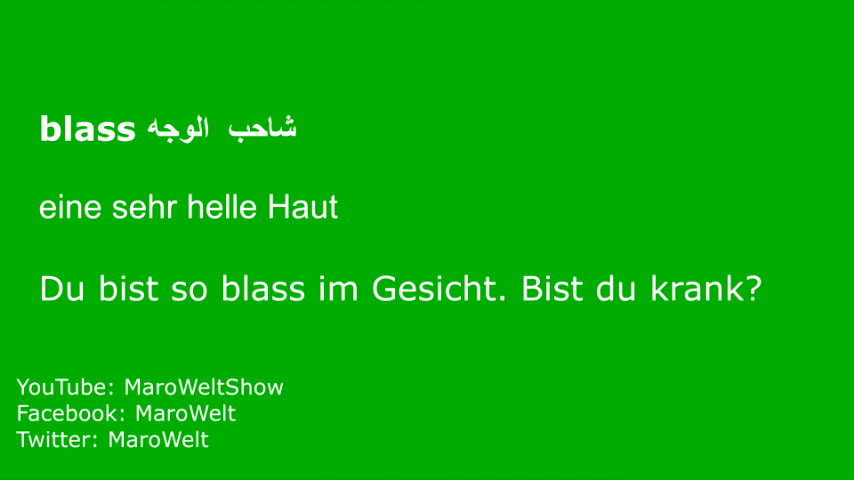 blass شاحب الوجه
eine sehr helle Haut
Du bist so blass im Gesicht. Bist du krank?
YouTube: MaroWeltShow
Facebook: MaroWelt
Twitter: MaroWelt